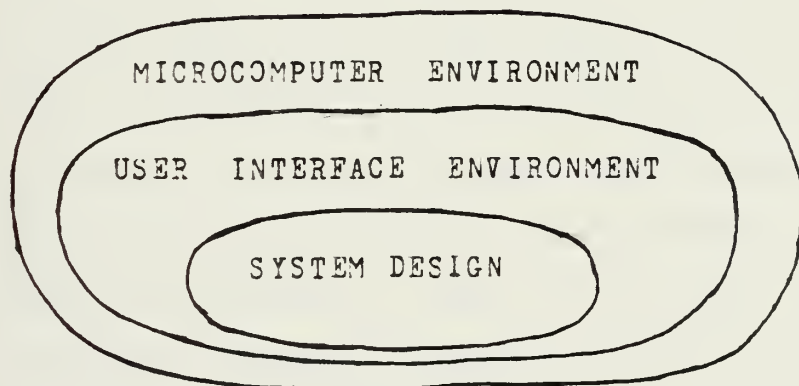 MICROCOMPUTER ENVIRONMENT
USER INTERFACE ENVIRONMENT
SYSTEM DESIGN